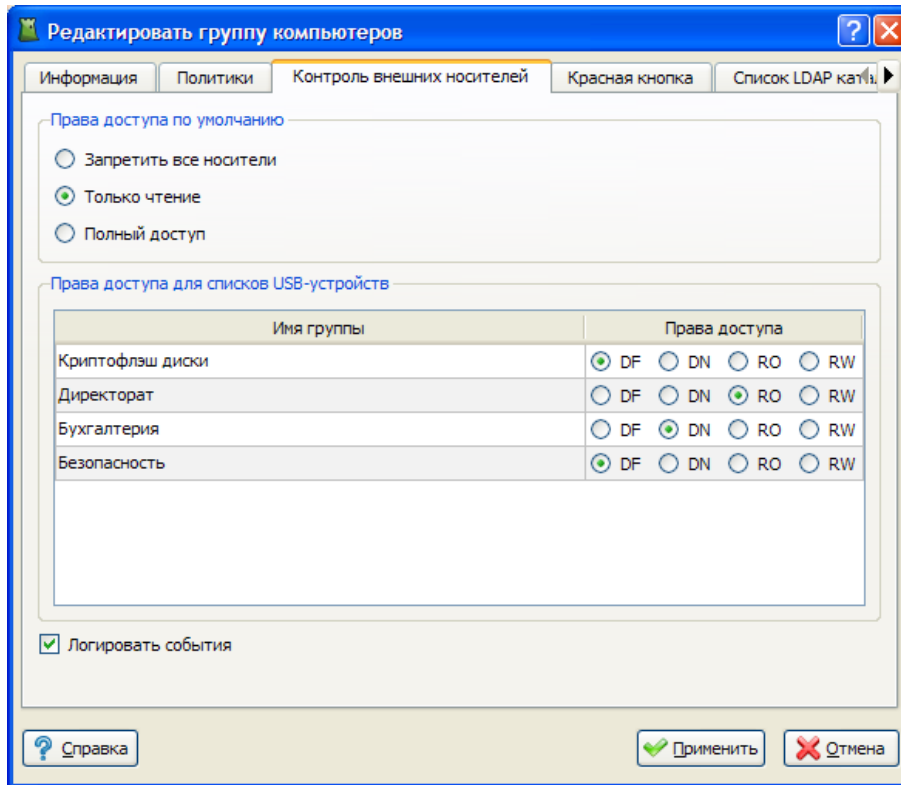 Редактировать группу компьютеров
Информация Политики Контроль внешних носителей Красная кнопка Список LDAP
Права доступа по умолчанию
Запретить все носители
Только чтение
Полный доступ
Права доступа для списков USB-устройств
Имя группы Права доступа
Криптофлэш диски DF DN RO RW
Директорат DF DN RO RW
Бухгалтерия DF DN RO RW
Безопасность DF DN RO RW
Логировать события
Справка Применить Отмена